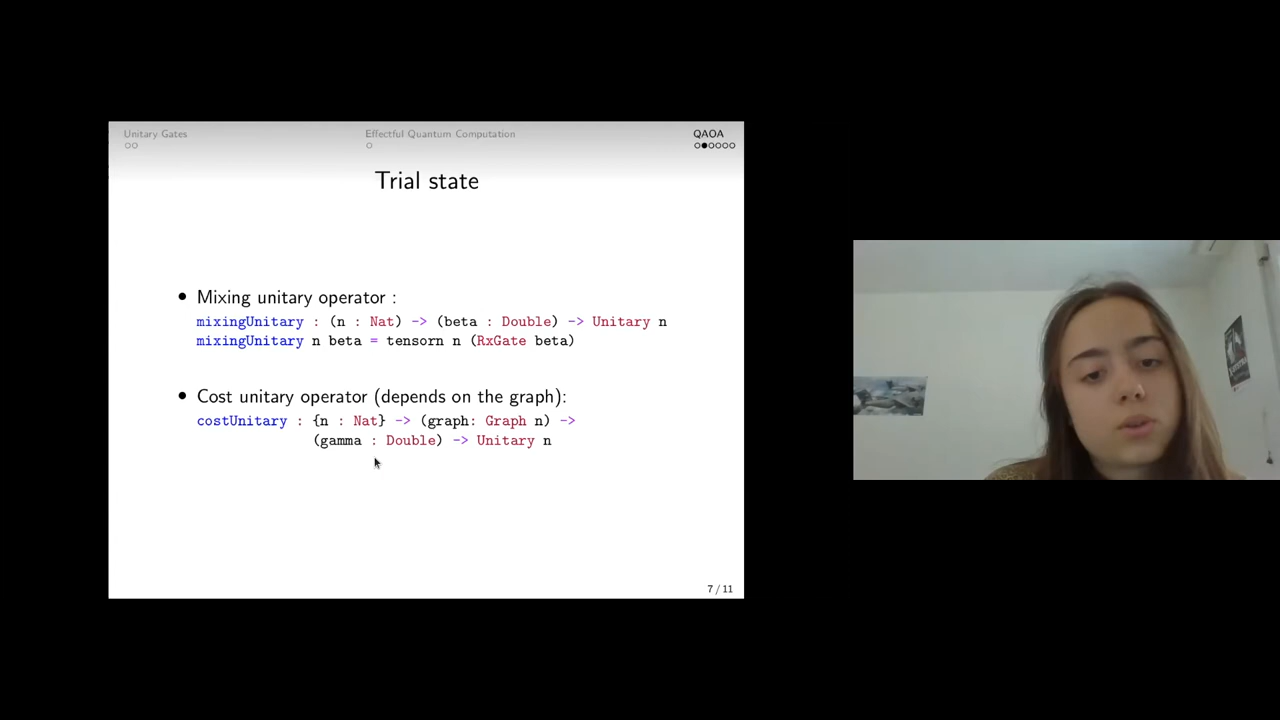 Unitary Gates Effectful Quantum Computation QAOA
Trial state
• Mixing unitary operator :
mixingUnitary : (n : Nat) -> (beta : Double) -> Unitary n
mixingUnitary n beta = tensorn n (RxGate beta)
• Cost unitary operator (depends on the graph):
costUnitary : {n : Nat} -> (graph: Graph n) ->
(gamma : Double) -> Unitary n
7 / 11